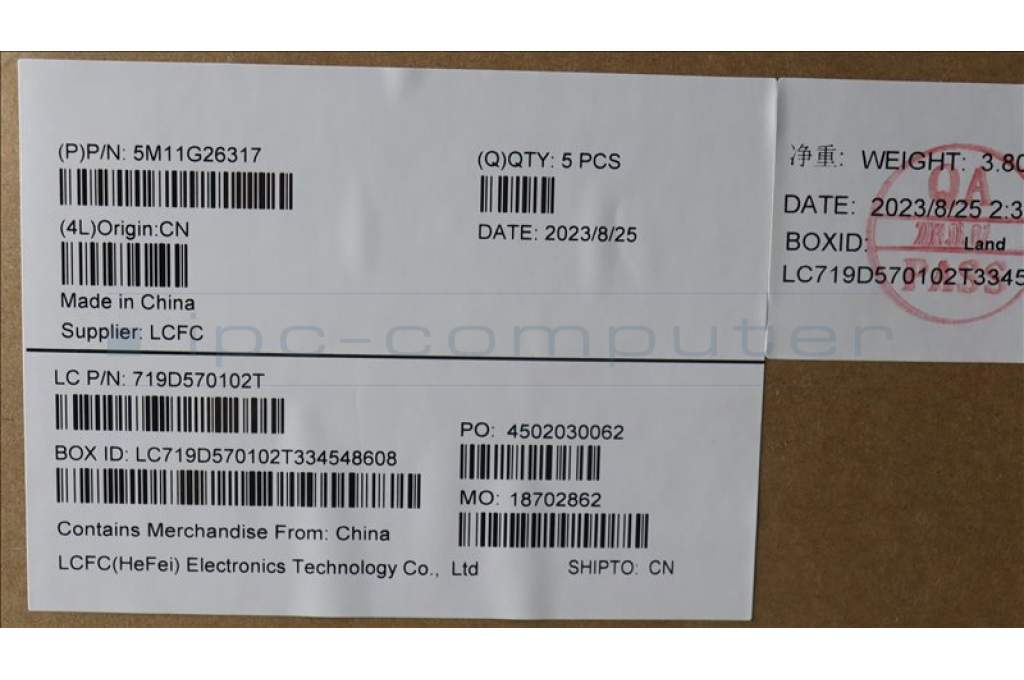 (P)P/N: 5M11G26317
(Q)QTY: 5 PCS
(4L)Origin:CN
DATE: 2023/8/25
Made in China
Supplier: LCFC
LC P/N: 719D570102T
PO: 4502030062
BOX ID: LC719D570102T334548608
MO: 18702862
Contains Merchandise From: China
LCFC(HeFei) Electronics Technology Co., Ltd
SHIPTO: CN
净重: WEIGHT: 3.80
DATE: 2023/8/25 2:3
BOXID:
Land
LC719D570102T3345
QA
PASS
ipc-computer